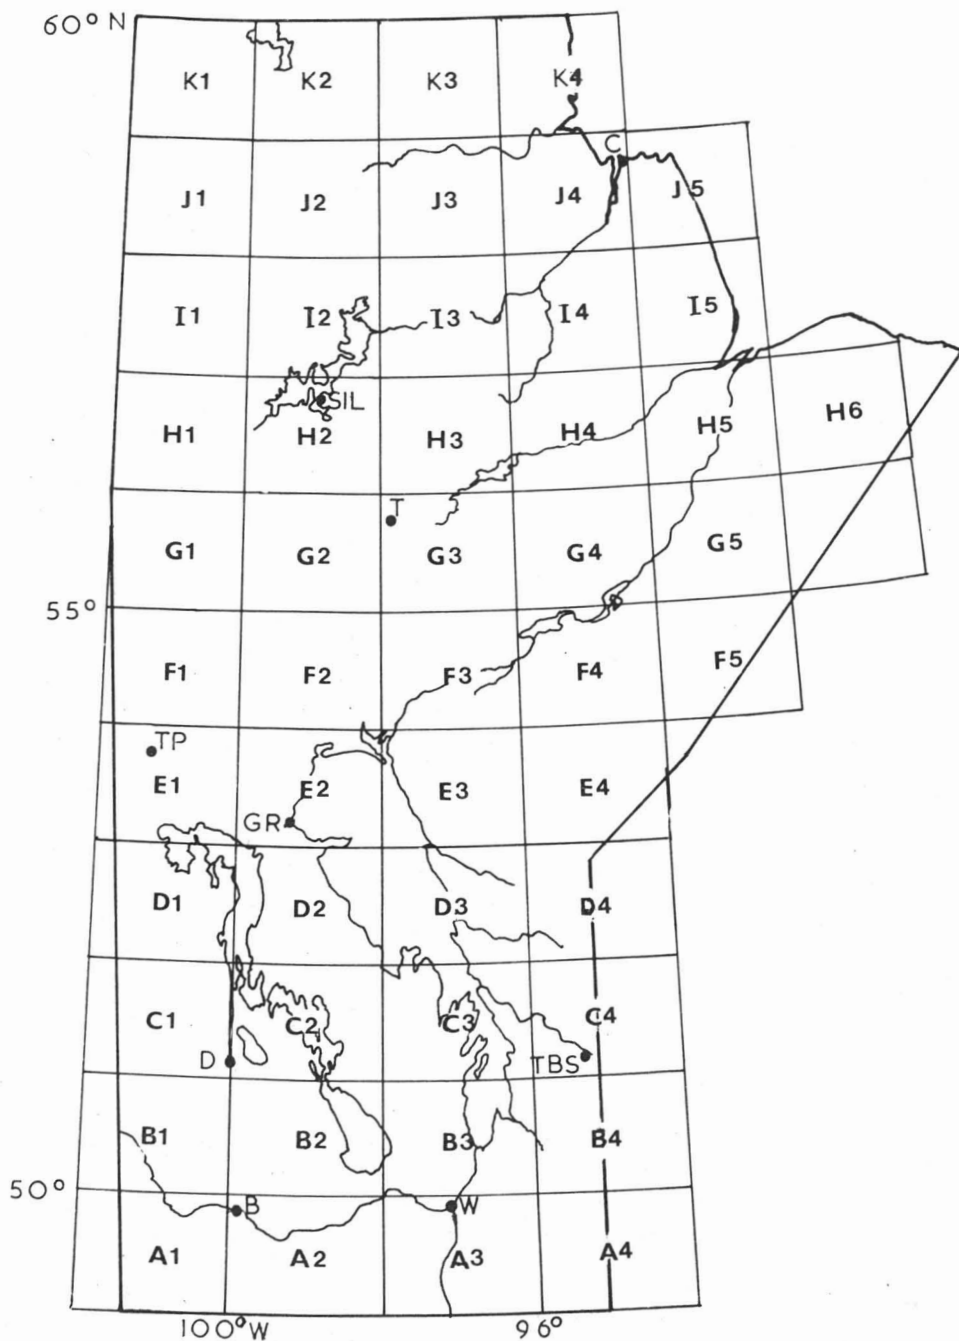 60° N
K1 K2 K3 K4
C
J1 J2 J3 J4 J5
I1 I2 I3 I4 I5
SIL
H1 H2 H3 H4 H5 H6
T
G1 G2 G3 G4 G5
55°
F1 F2 F3 F4 F5
TP
E1 E2 E3 E4
GR
D1 D2 D3 D4
C1 C2 C3 C4
D TBS
B1 B2 B3 B4
50°
B W
A1 A2 A3 A4
100°W 96°